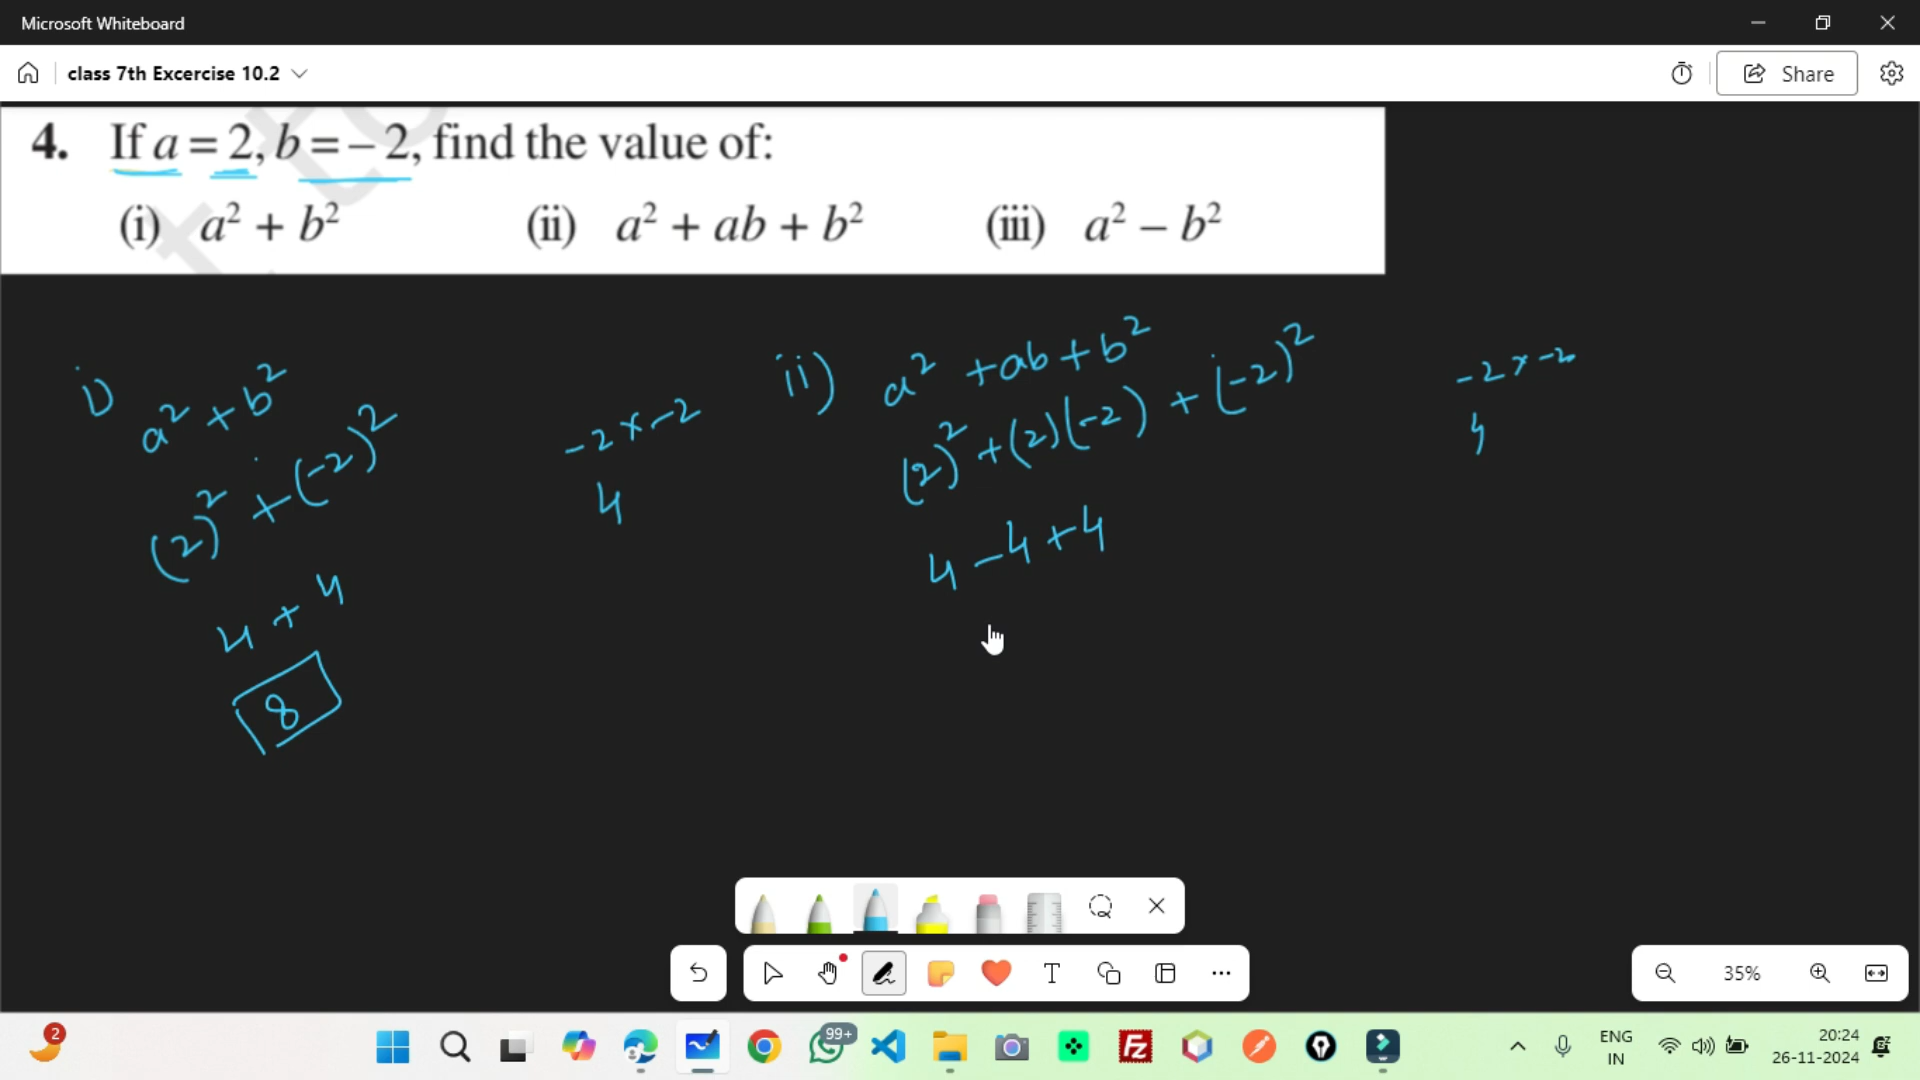 Microsoft Whiteboard
class 7th Excercise 10.2
Share
4. If a = 2, b = – 2, find the value of:
(i) a² + b² (ii) a² + ab + b² (iii) a² – b²
i) a² + b²
(2)² + (-2)²
4 + 4
8
-2 x -2
4
ii) a² + ab + b²
(2)² + (2)(-2) + (-2)²
4 - 4 + 4
-2 x -2
4
35%
2
99+
ENG
IN
20:24
26-11-2024